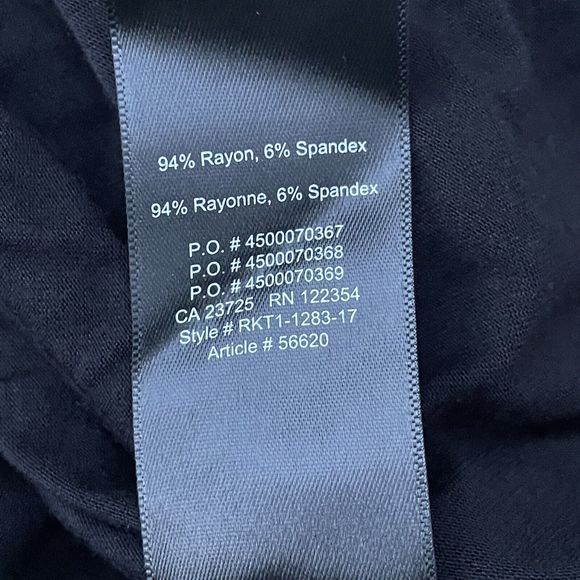 94% Rayon, 6% Spandex
94% Rayonne, 6% Spandex
P.O. # 4500070367
P.O. # 4500070368
P.O. # 4500070369
CA 23725 RN 122354
Style # RKT1-1283-17
Article # 56620